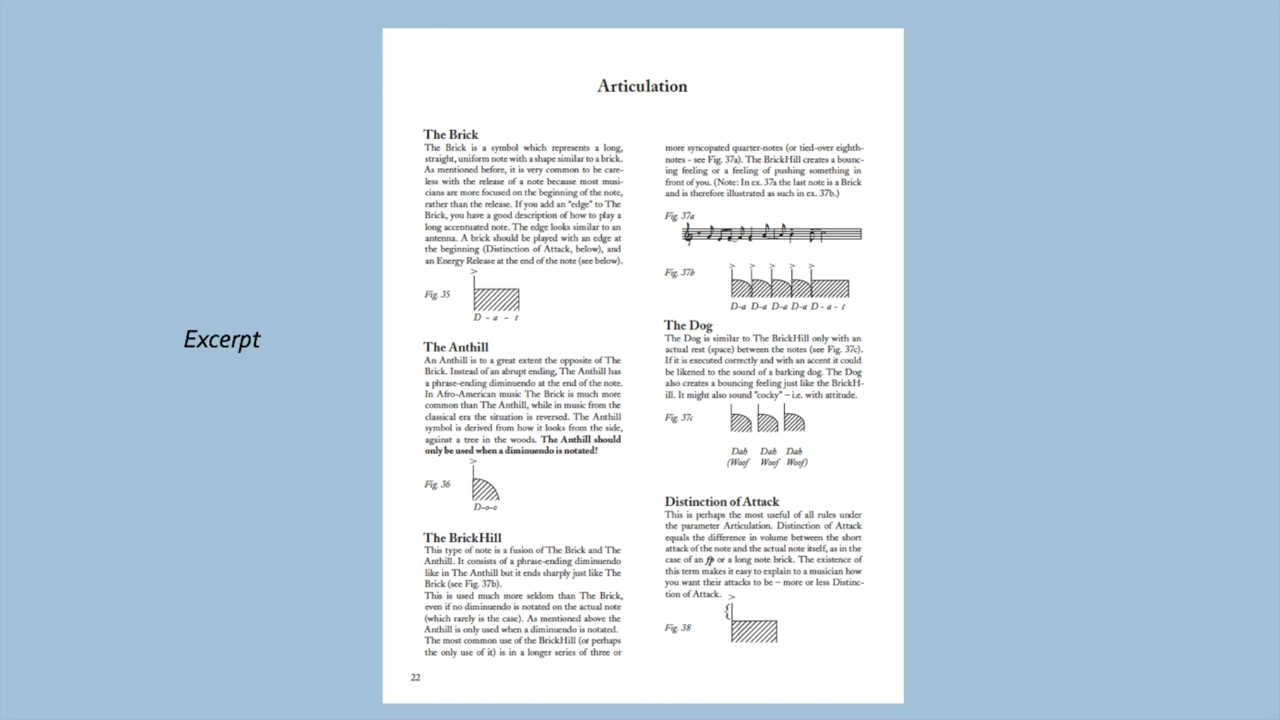 Excerpt
Articulation
The Brick
The Brick is a symbol which represents a long,
straight, uniform note with a shape similar to a brick.
As mentioned before, it is very common to be care-
less with the release of a note because most musi-
cians are more focused on the beginning of the note,
rather than the release. If you add an "edge" to The
Brick, you have a good description of how to play a
long accentuated note. The edge looks similar to an
antenna. A brick should be played with an edge at
the beginning (Distinction of Attack, below), and
an Energy Release at the end of the note (see below).
>
Fig. 35
D - a - t
The Anthill
An Anthill is to a great extent the opposite of The
Brick. Instead of an abrupt ending, The Anthill has
a phrase-ending diminuendo at the end of the note.
In Afro-American music The Brick is much more
common than The Anthill, while in music from the
classical era the situation is reversed. The Anthill
symbol is derived from how it looks from the side,
against a tree in the woods. The Anthill should
only be used when a diminuendo is notated!
>
Fig. 36
D-o-o
The BrickHill
This type of note is a fusion of The Brick and The
Anthill. It consists of a phrase-ending diminuendo
like in The Anthill but it ends sharply just like The
Brick (see Fig. 37b).
This is used much more seldom than The Brick,
even if no diminuendo is notated on the actual note
(which rarely is the case). As mentioned above the
Anthill is only used when a diminuendo is notated.
The most common use of the BrickHill (or perhaps
the only use of it) is in a longer series of three or
22
more syncopated quarter-notes (or tied-over eighth-
notes - see Fig. 37a). The BrickHill creates a bounc-
ing feeling or a feeling of pushing something in
front of you. (Note: In ex. 37a the last note is a Brick
and is therefore illustrated as such in ex. 37b.)
Fig. 37a
> > > > >
Fig. 37b
D-a D-a D-a D-a D - a - t
The Dog
The Dog is similar to The BrickHill only with an
actual rest (space) between the notes (see Fig. 37c).
If it is executed correctly and with an accent it could
be likened to the sound of a barking dog. The Dog
also creates a bouncing feeling just like the BrickH-
ill. It might also sound "cocky" – i.e. with attitude.
Fig. 37c
Dah Dah Dah
(Woof Woof Woof)
Distinction of Attack
This is perhaps the most useful of all rules under
the parameter Articulation. Distinction of Attack
equals the difference in volume between the short
attack of the note and the actual note itself, as in the
case of an fp or a long note brick. The existence of
this term makes it easy to explain to a musician how
you want their attacks to be – more or less Distinc-
tion of Attack.
>
{
Fig. 38